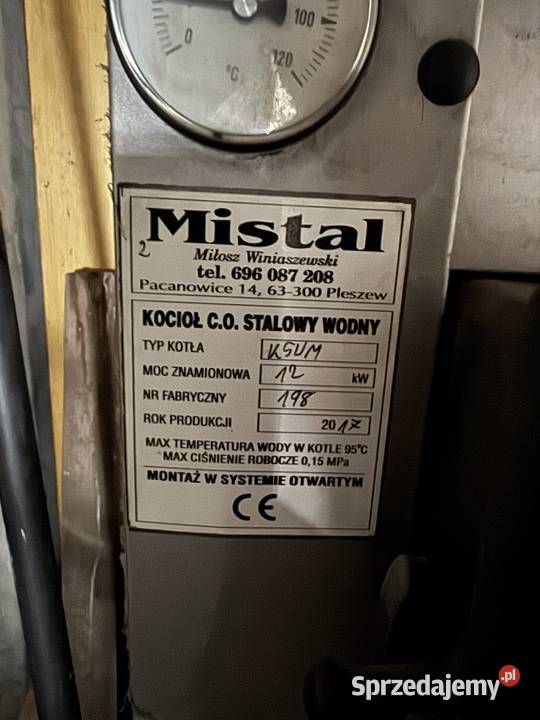 0
100
120
°C
Mistal
2
Miłosz Winiaszewski
tel. 696 087 208
Pacanowice 14, 63-300 Pleszew
KOCIOŁ C.O. STALOWY WODNY
TYP KOTŁA KSWM
MOC ZNAMIONOWA 12 kW
NR FABRYCZNY 198
ROK PRODUKCJI 2017
MAX TEMPERATURA WODY W KOTLE 95°C
MAX CIŚNIENIE ROBOCZE 0,15 MPa
MONTAŻ W SYSTEMIE OTWARTYM
CE
Sprzedajemy.pl